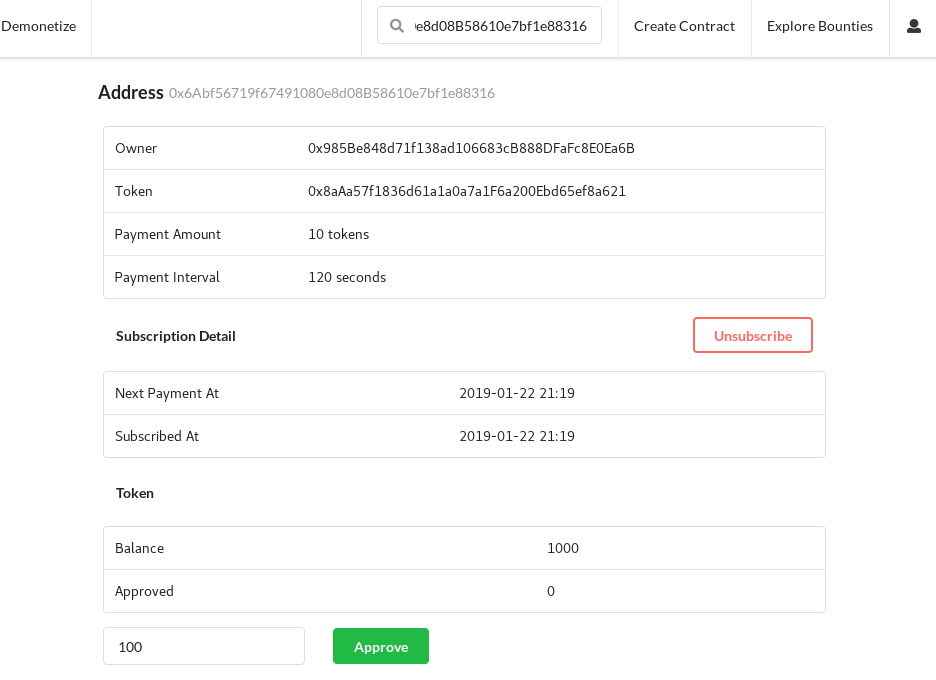 Demonetize e8d08B58610e7bf1e88316 Create Contract Explore Bounties
Address 0x6Abf56719f67491080e8d08B58610e7bf1e88316
Owner 0x985Be848d71f138ad106683cB888DFaFc8E0Ea6B
Token 0x8aAa57f1836d61a1a0a7a1F6a200Ebd65ef8a621
Payment Amount 10 tokens
Payment Interval 120 seconds
Subscription Detail Unsubscribe
Next Payment At 2019-01-22 21:19
Subscribed At 2019-01-22 21:19
Token
Balance 1000
Approved 0
100 Approve